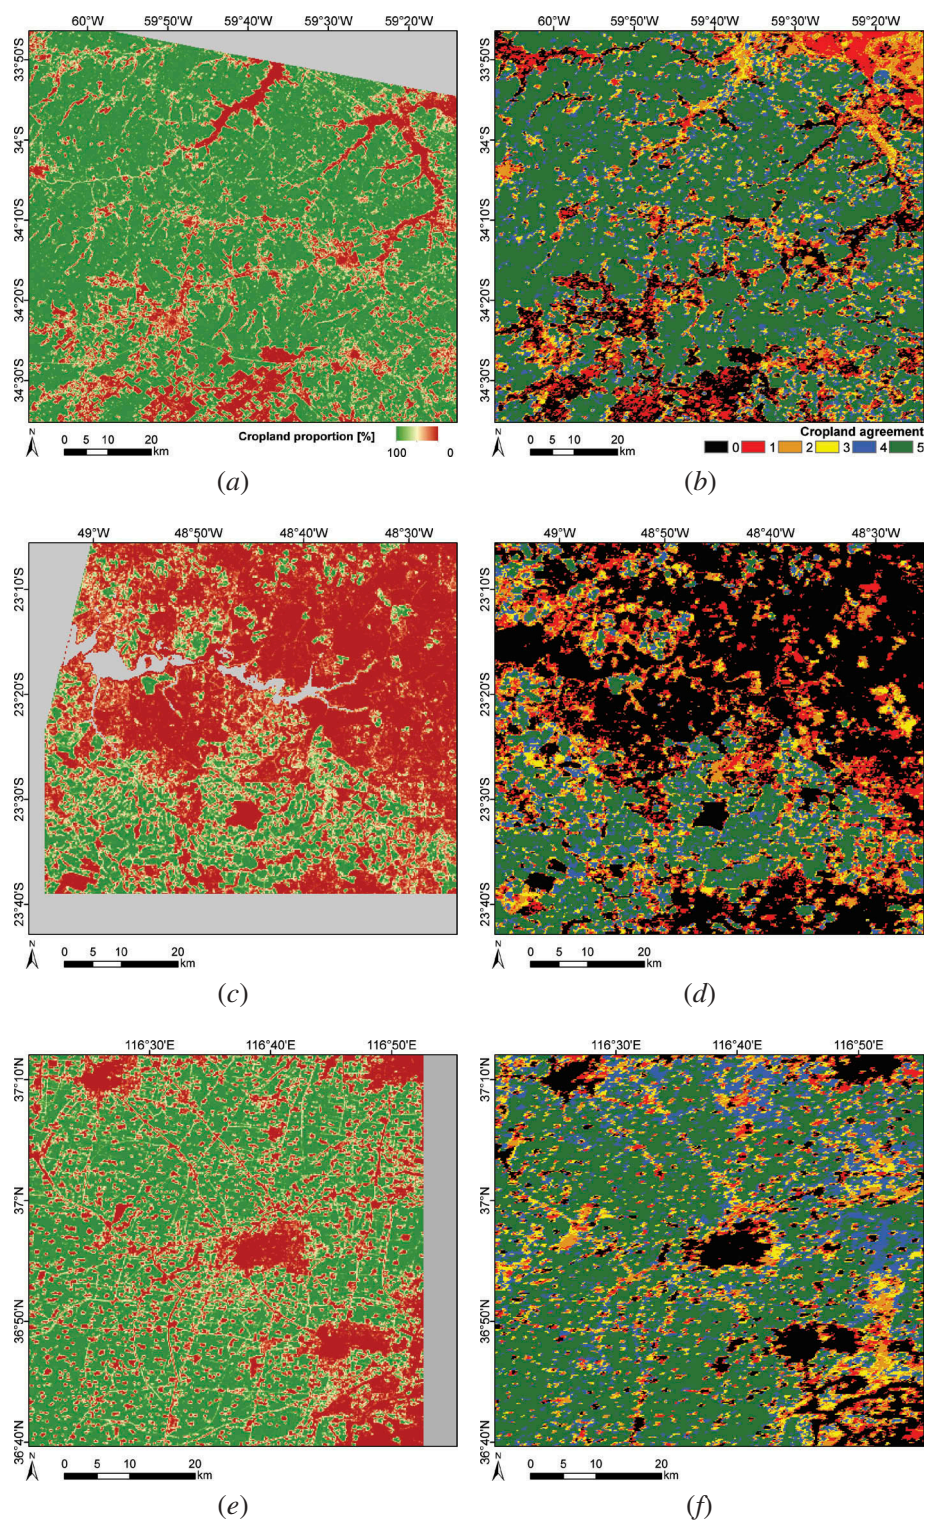 60°W 59°50'W 59°40'W 59°30'W 59°20'W
60°W 59°50'W 59°40'W 59°30'W 59°20'W
33°50'S
34°S
34°10'S
34°20'S
34°30'S
33°50'S
34°S
34°10'S
34°20'S
34°30'S
N
0 5 10 20
km
Cropland proportion [%]
100 0
N
0 5 10 20
km
Cropland agreement
0 1 2 3 4 5
(a)
(b)
49°W 48°50'W 48°40'W 48°30'W
49°W 48°50'W 48°40'W 48°30'W
23°10'S
23°20'S
23°30'S
23°40'S
23°10'S
23°20'S
23°30'S
23°40'S
N
0 5 10 20
km
N
0 5 10 20
km
(c)
(d)
116°30'E 116°40'E 116°50'E
116°30'E 116°40'E 116°50'E
37°10'N
37°N
36°50'N
36°40'N
37°10'N
37°N
36°50'N
36°40'N
N
0 5 10 20
km
N
0 5 10 20
km
(e)
(f)